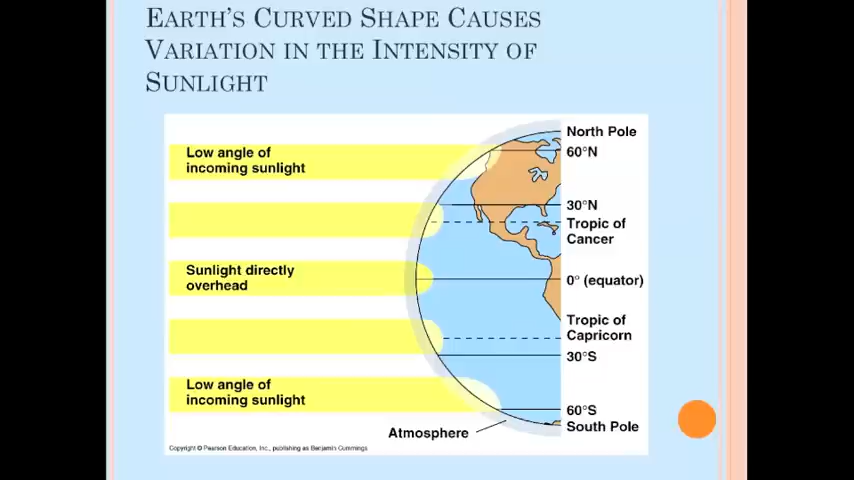 EARTH'S CURVED SHAPE CAUSES
VARIATION IN THE INTENSITY OF
SUNLIGHT
North Pole
Low angle of
incoming sunlight
60°N
30°N
Tropic of
Cancer
Sunlight directly
overhead
0° (equator)
Tropic of
Capricorn
30°S
Low angle of
incoming sunlight
60°S
South Pole
Atmosphere
Copyright © Pearson Education, Inc., publishing as Benjamin Cummings